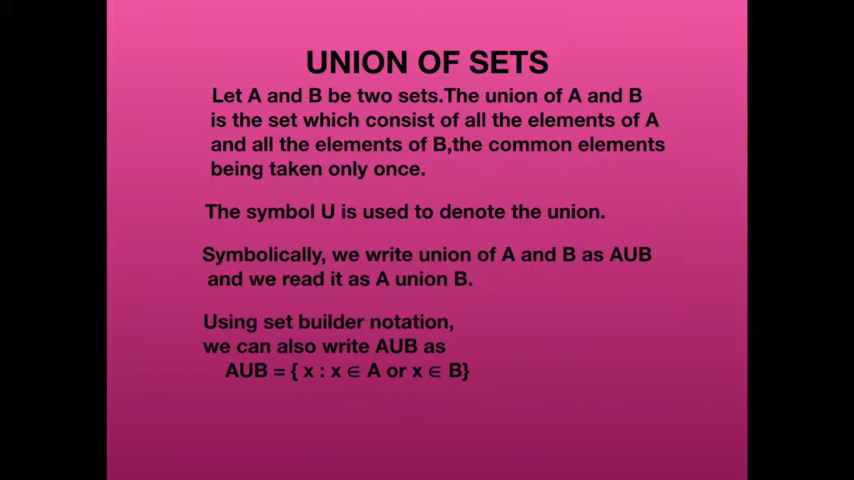 UNION OF SETS
Let A and B be two sets.The union of A and B
is the set which consist of all the elements of A
and all the elements of B,the common elements
being taken only once.
The symbol U is used to denote the union.
Symbolically, we write union of A and B as AUB
and we read it as A union B.
Using set builder notation,
we can also write AUB as
AUB = { x : x ∈ A or x ∈ B}